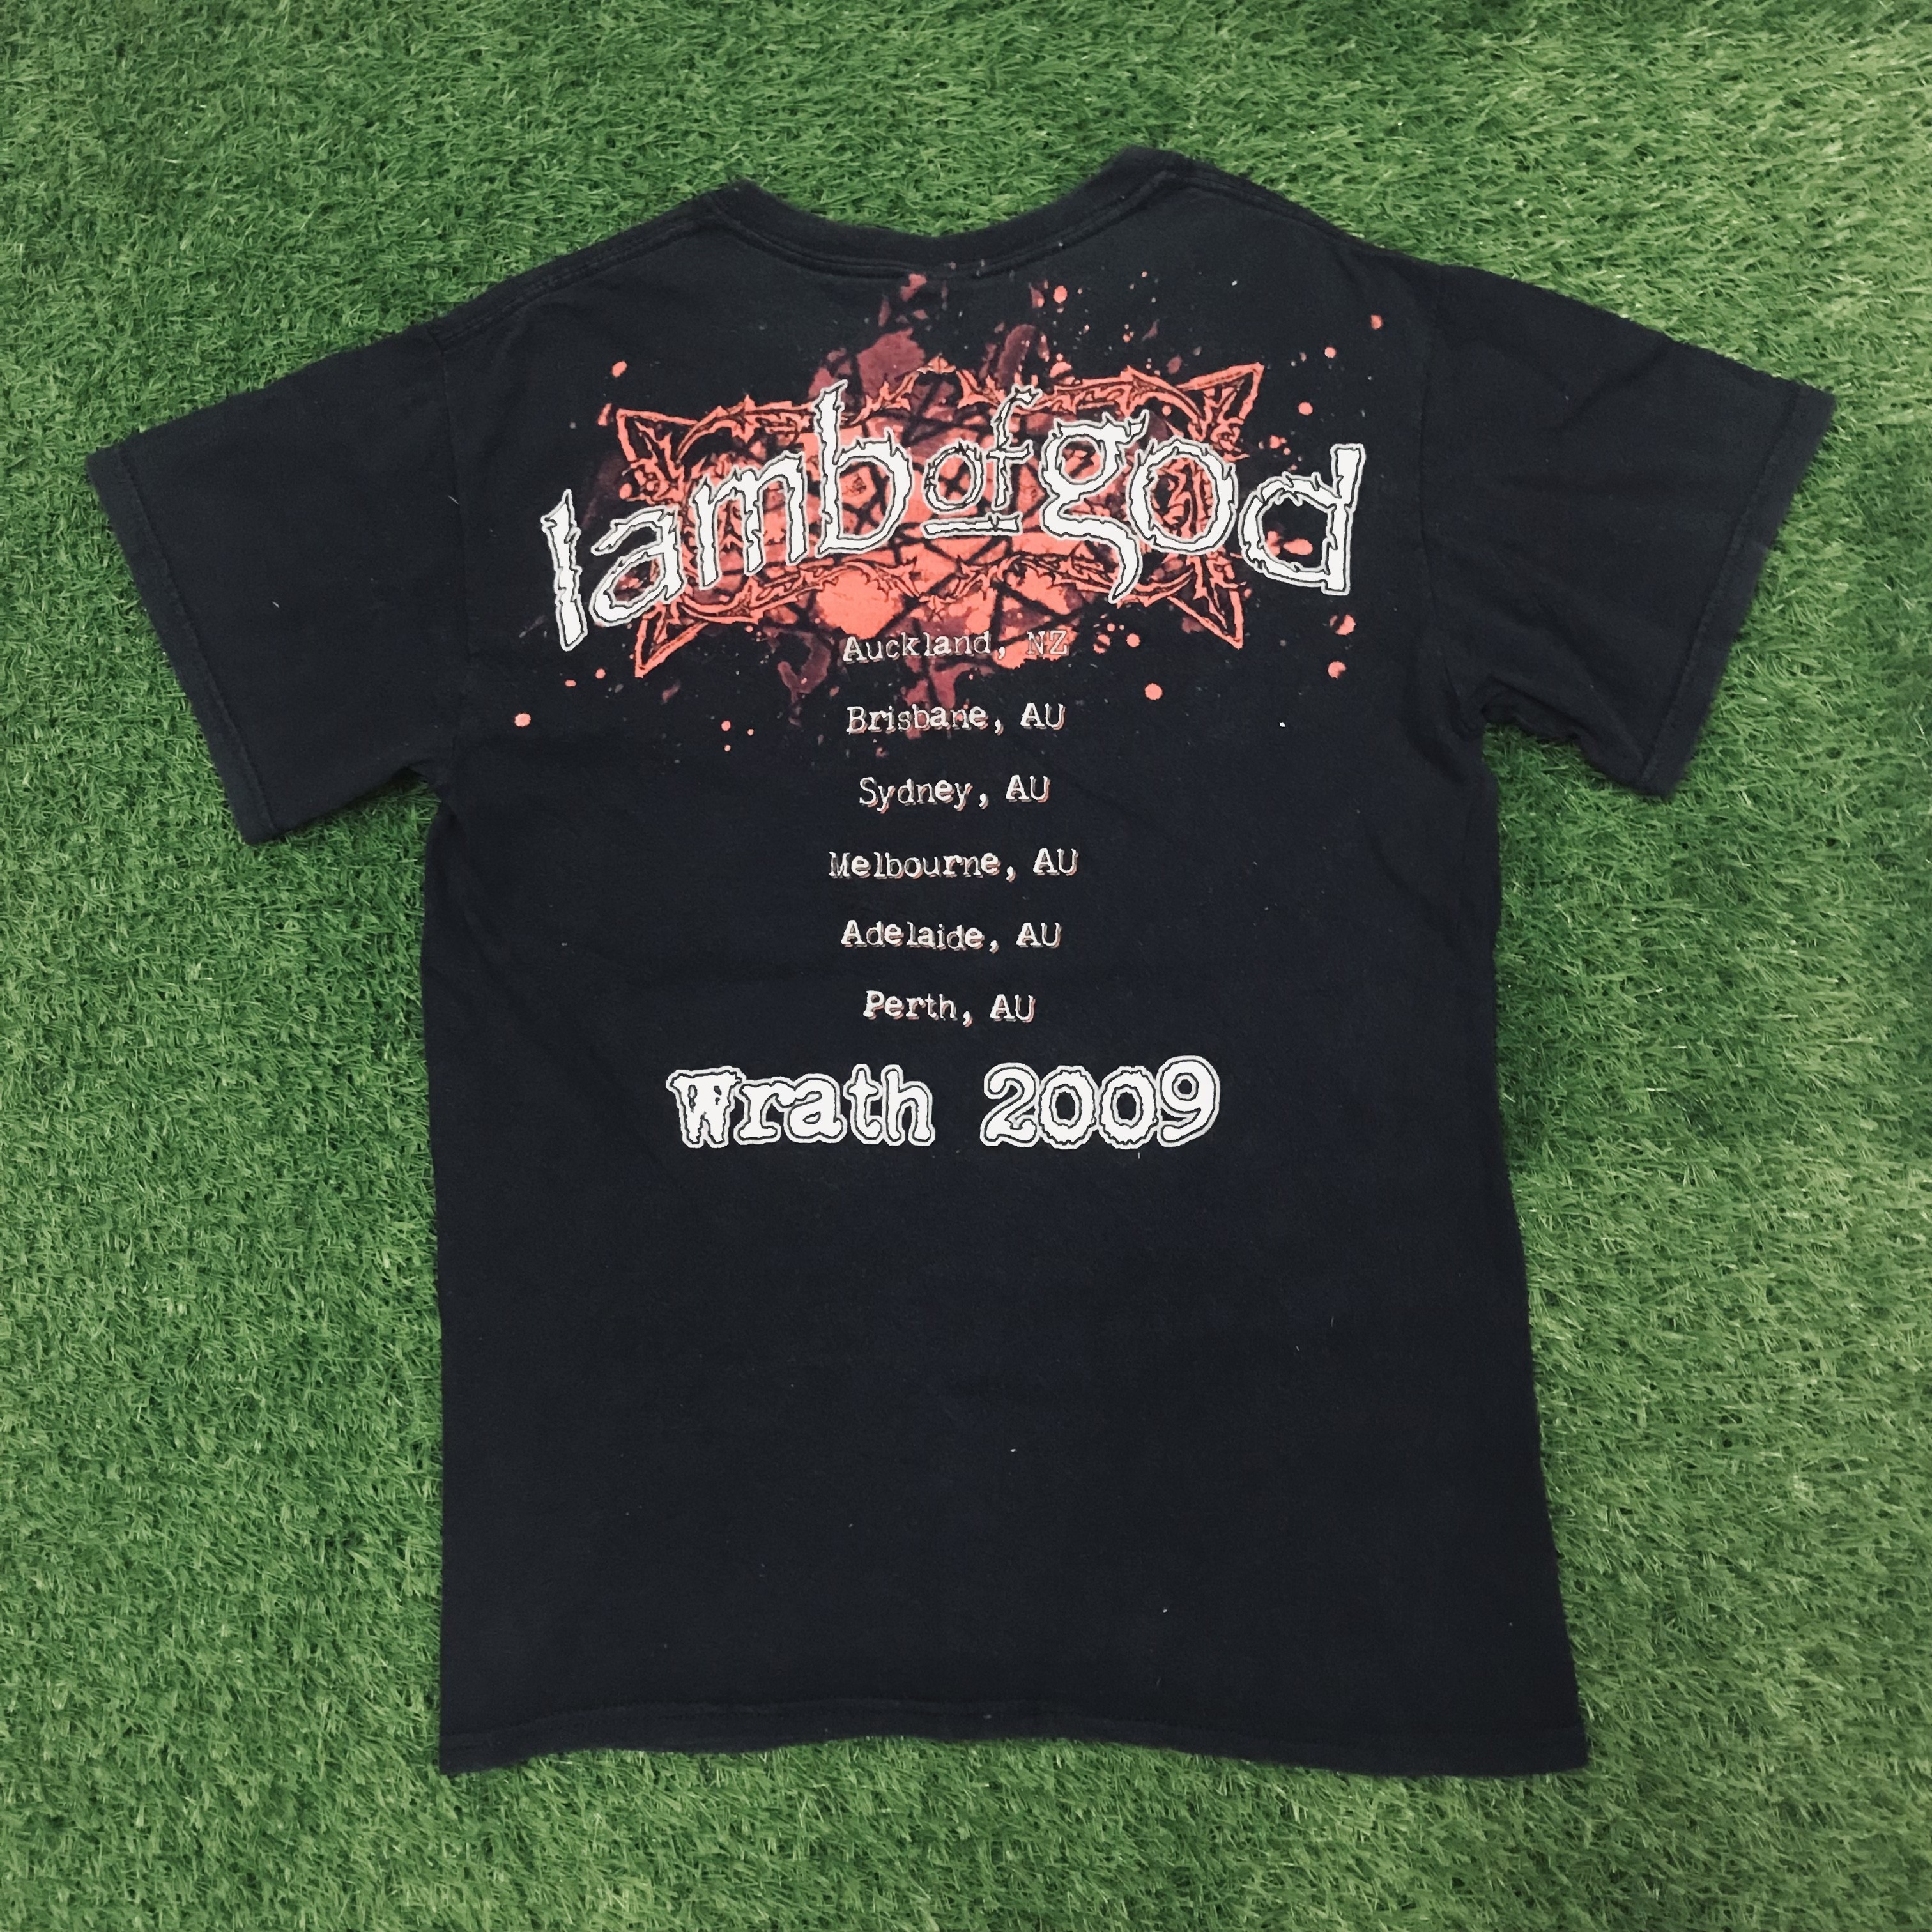 lamb of god
Auckland, NZ
Brisbane, AU
Sydney, AU
Melbourne, AU
Adelaide, AU
Perth, AU
Wrath 2009